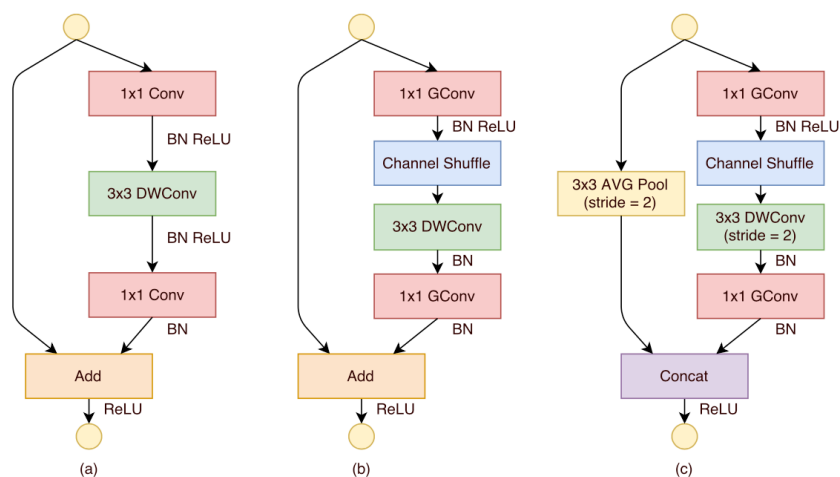 1x1 Conv
BN ReLU
3x3 DWConv
BN ReLU
1x1 Conv
BN
Add
ReLU
(a)
1x1 GConv
BN ReLU
Channel Shuffle
3x3 DWConv
BN
1x1 GConv
BN
Add
ReLU
(b)
3x3 AVG Pool
(stride = 2)
1x1 GConv
BN ReLU
Channel Shuffle
3x3 DWConv
(stride = 2)
BN
1x1 GConv
BN
Concat
ReLU
(c)